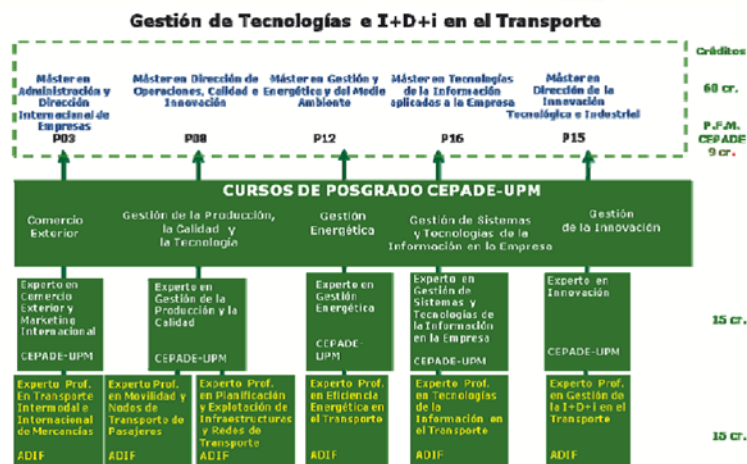 Gestión de Tecnologías e I+D+i en el Transporte
Créditos
Máster en
Administración y
Dirección
Internacional de
Empresas
P03
Máster en Dirección de
Operaciones, Calidad e
Innovación
P08
Máster en Gestión y
Energética y del Medio
Ambiente
P12
Máster en Tecnologías
de la Información
aplicadas a la Empresa
P16
Máster en
Dirección de la
Innovación
Tecnológica e Industrial
P15
60 cr.
P.F.M.
CEPADE
9 cr.
CURSOS DE POSGRADO CEPADE-UPM
Comercio
Exterior
Gestión de la Producción,
la Calidad y
la Tecnología
Gestión
Energética
Gestión de Sistemas
y Tecnologías de la
Información en la Empresa
Gestión
de la Innovación
Experto en
Comercio
Exterior y
Marketing
Internacional
CEPADE-UPM
Experto en
Gestión de la
Producción y la
Calidad
CEPADE-UPM
Experto en
Gestión
Energética
CEPADE-
UPM
Experto en
Gestión de
Sistemas y
Tecnologías de
la Información
en la Empresa
CEPADE-UPM
Experto en
Innovación
CEPADE-UPM
15 cr.
Experto Prof.
En Transporte
Intermodal e
Internacional
de Mercancías
ADIF
Experto Prof.
en Movilidad y
Nodos de
Transporte de
Pasajeros
ADIF
Experto Prof.
en Planificación
y Explotación de
Infraestructuras
y Redes de
Transporte
ADIF
Experto Prof.
en Eficiencia
Energética en
el Transporte
ADIF
Experto Prof.
en Tecnologías
de la
Información en
el Transporte
ADIF
Experto Prof.
en Gestión de
la I+D+i en el
Transporte
ADIF
15 cr.